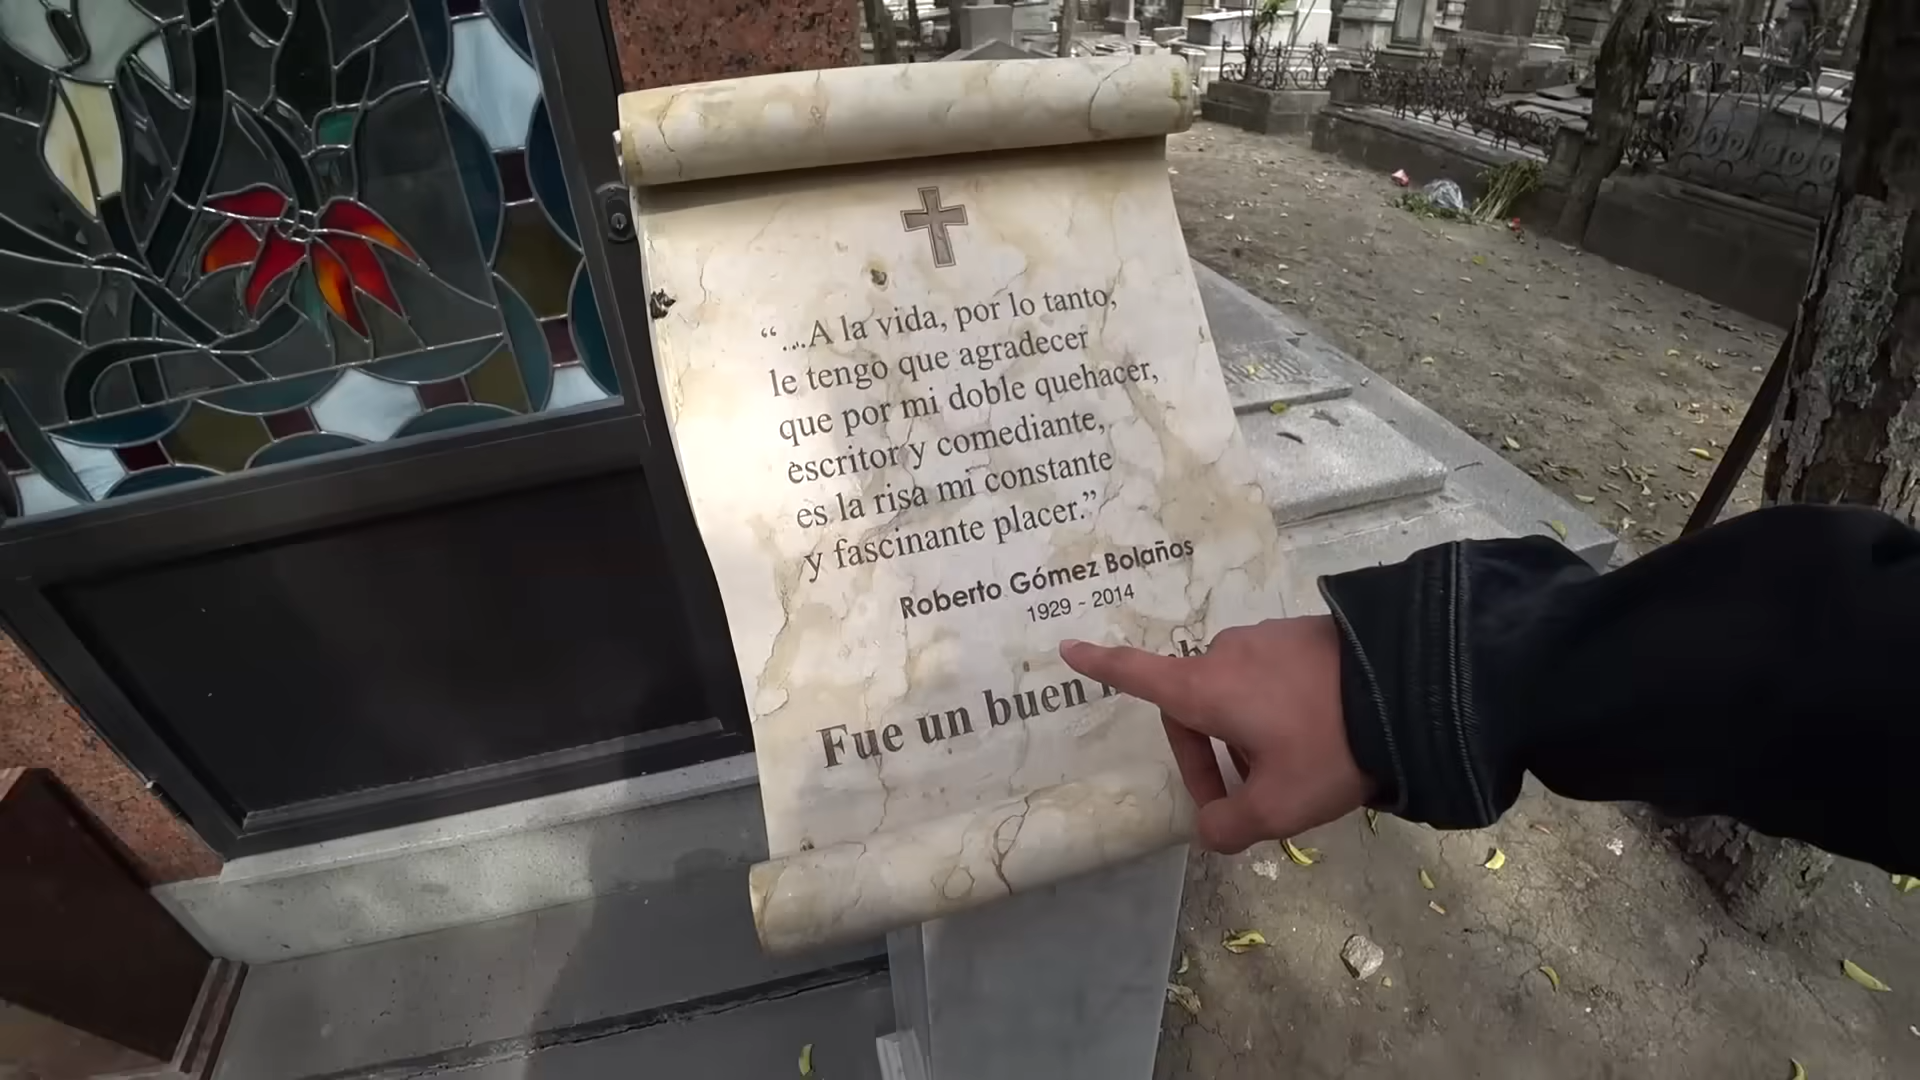 “...A la vida, por lo tanto,
le tengo que agradecer
que por mi doble quehacer,
escritor y comediante,
es la risa mi constante
y fascinante placer.”
Roberto Gómez Bolaños
1929 - 2014
Fue un buen